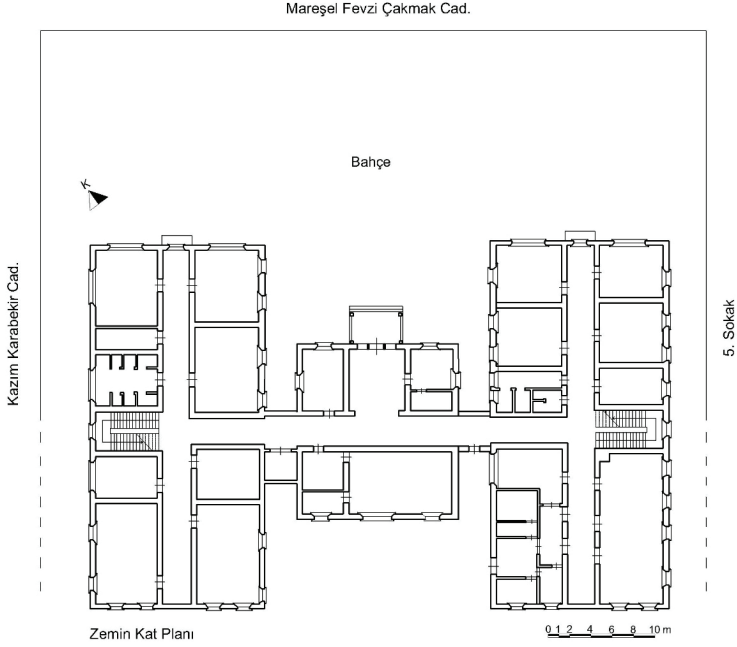 Mareşel Fevzi Çakmak Cad.
Bahçe
K
Kazım Karabekir Cad.
5. Sokak
Zemin Kat Planı
0 1 2 4 6 8 10 m